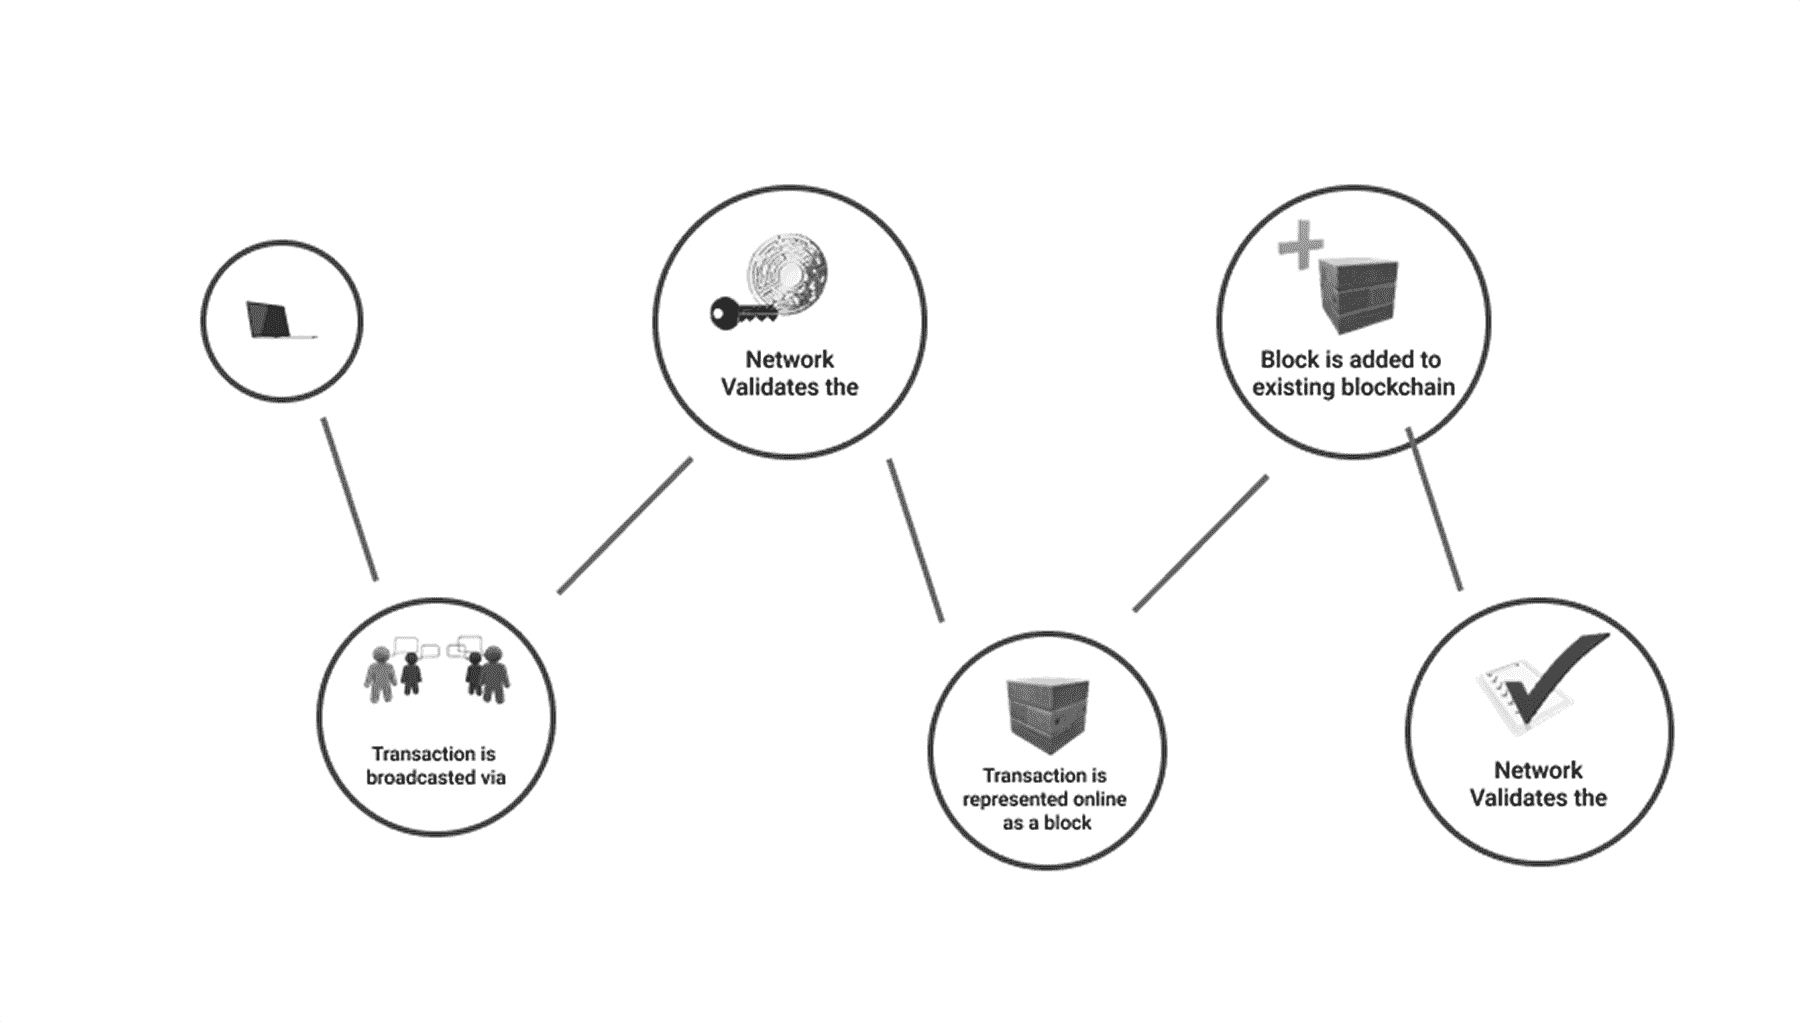 Transaction is
broadcasted via
Network
Validates the
Transaction is
represented online
as a block
Block is added to
existing blockchain
Network
Validates the